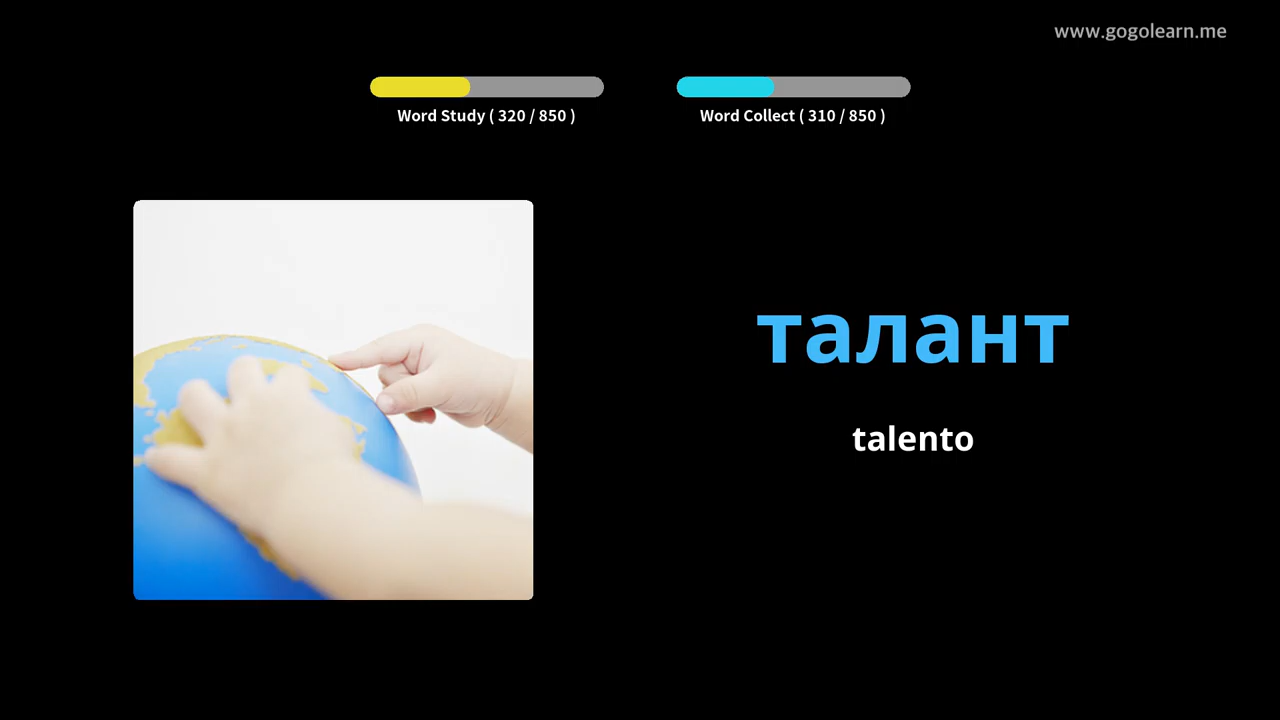 www.gogolearn.me
Word Study ( 320 / 850 )
Word Collect ( 310 / 850 )
талант
talento